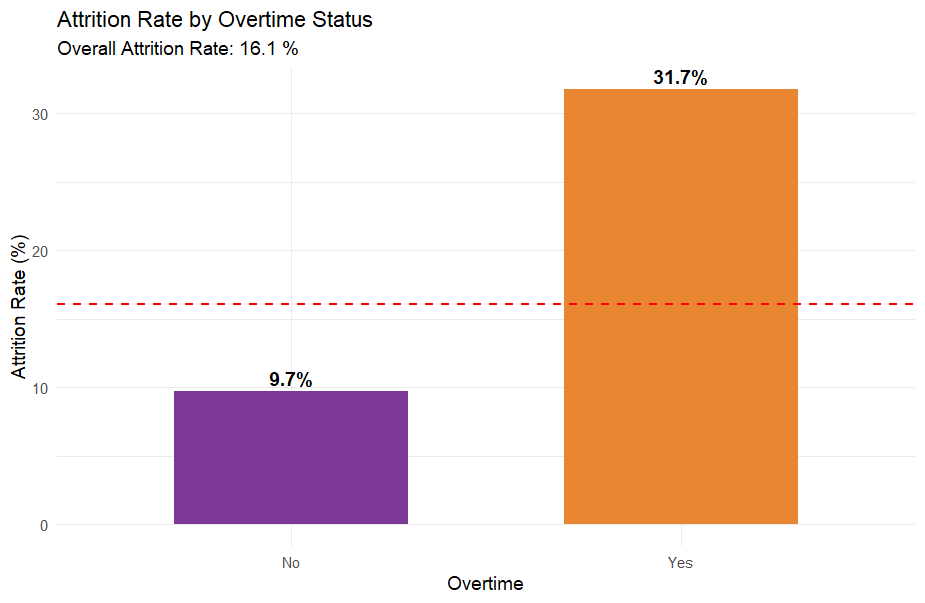 Attrition Rate by Overtime Status
Overall Attrition Rate: 16.1 %
Attrition Rate (%)
30
20
10
0
31.7%
9.7%
No
Yes
Overtime